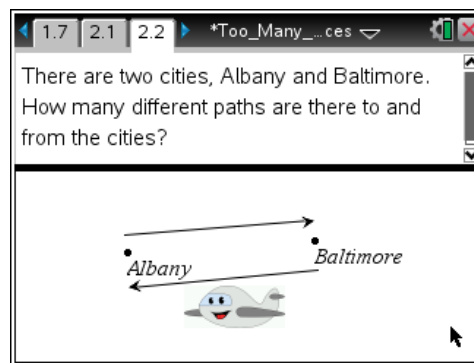 1.7 2.1 2.2 *Too_Many_...ces
There are two cities, Albany and Baltimore.
How many different paths are there to and
from the cities?
Baltimore
Albany